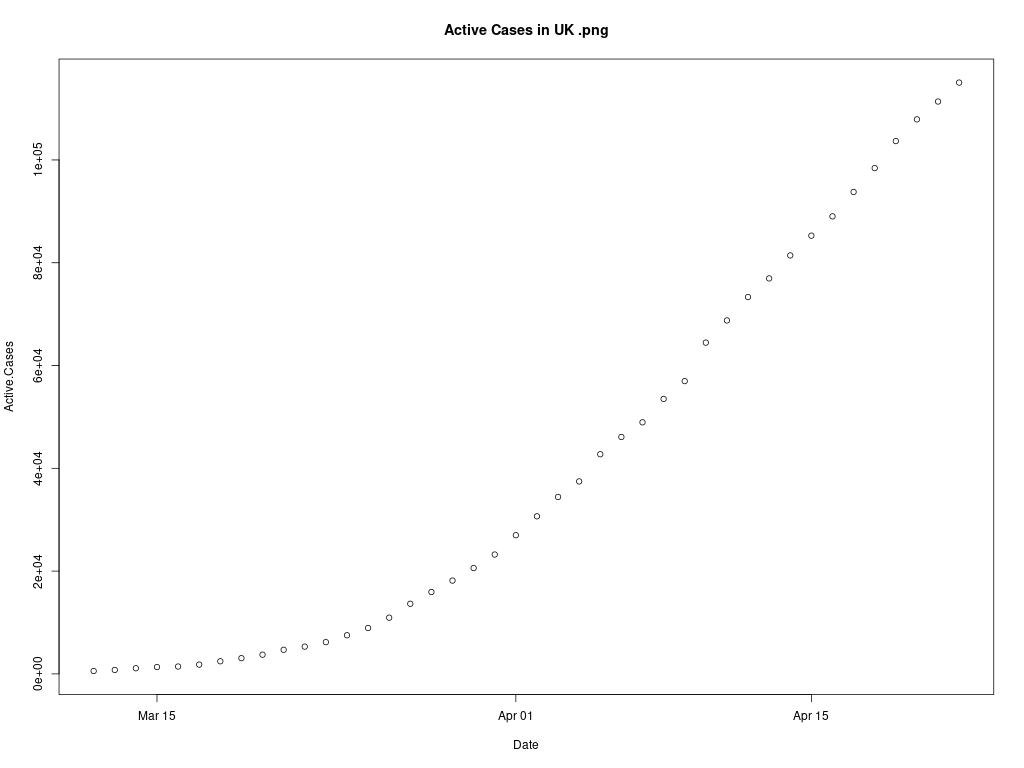 Active Cases in UK .png
Active.Cases
1e+05
8e+04
6e+04
4e+04
2e+04
0e+00
Mar 15
Apr 01
Apr 15
Date